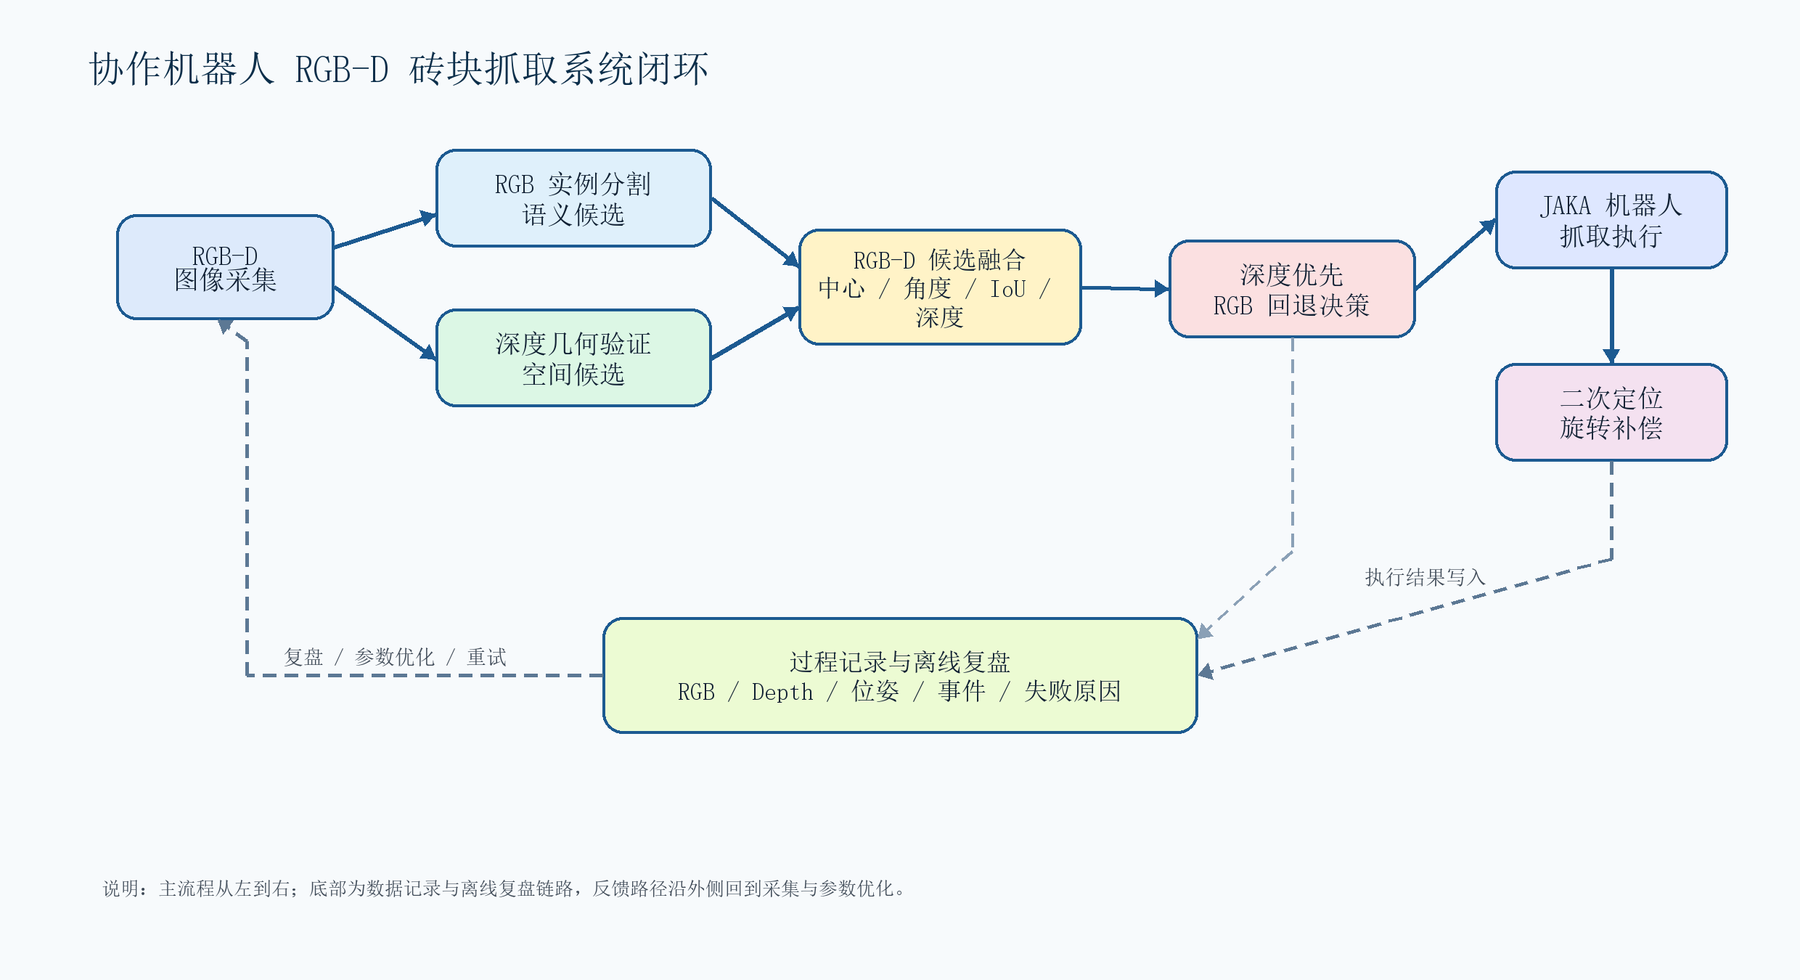 协作机器人 RGB-D 砖块抓取系统闭环
RGB-D
图像采集
RGB 实例分割
语义候选
深度几何验证
空间候选
RGB-D 候选融合
中心 / 角度 / IoU /
深度
深度优先
RGB 回退决策
JAKA 机器人
抓取执行
二次定位
旋转补偿
执行结果写入
过程记录与离线复盘
RGB / Depth / 位姿 / 事件 / 失败原因
复盘 / 参数优化 / 重试
说明：主流程从左到右；底部为数据记录与离线复盘链路，反馈路径沿外侧回到采集与参数优化。